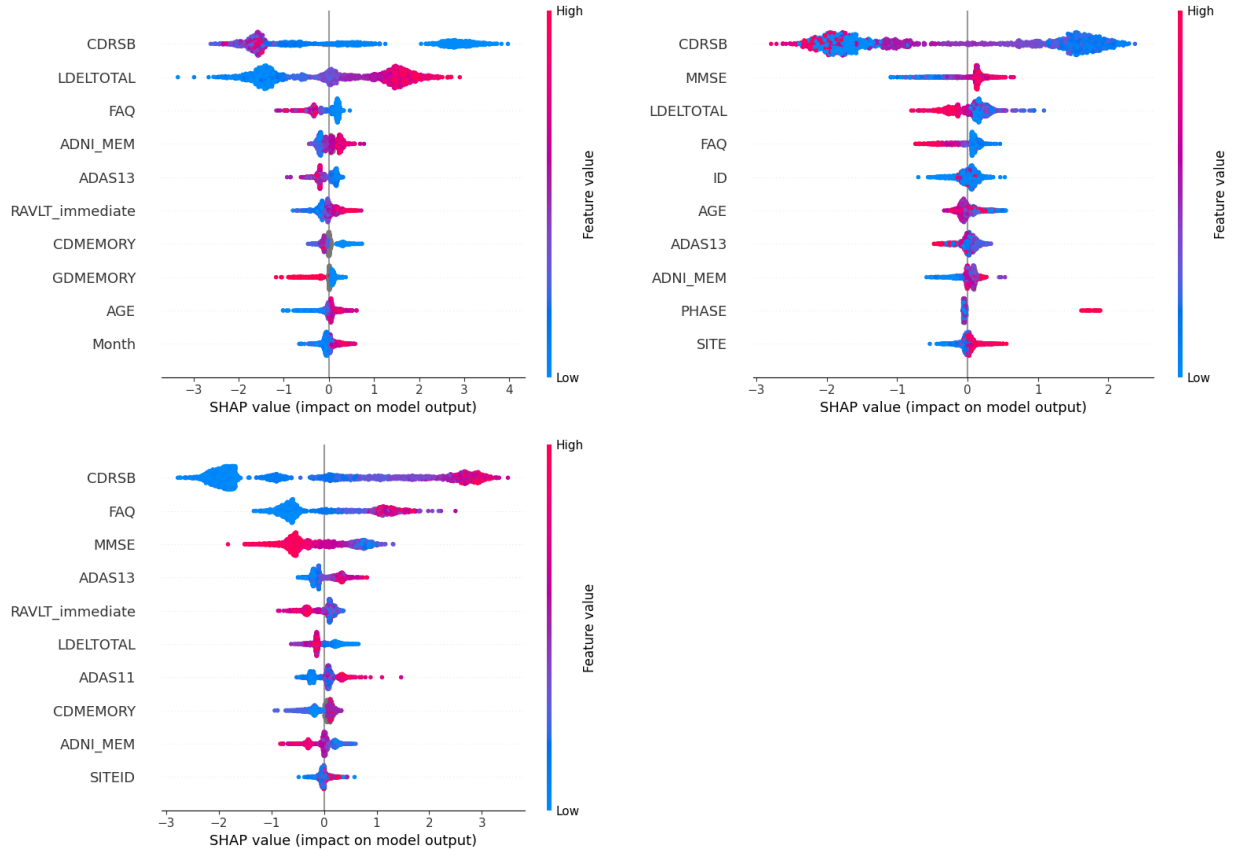 High
CDRSB
LDELTOTAL
FAQ
ADNI_MEM
ADAS13
RAVLT_immediate
CDMEMORY
GDMEMORY
AGE
Month
Feature value
Low
−3 −2 −1 0 1 2 3 4
SHAP value (impact on model output)
High
CDRSB
MMSE
LDELTOTAL
FAQ
ID
AGE
ADAS13
ADNI_MEM
PHASE
SITE
Feature value
Low
−3 −2 −1 0 1 2
SHAP value (impact on model output)
High
CDRSB
FAQ
MMSE
ADAS13
RAVLT_immediate
LDELTOTAL
ADAS11
CDMEMORY
ADNI_MEM
SITEID
Feature value
Low
−3 −2 −1 0 1 2 3
SHAP value (impact on model output)